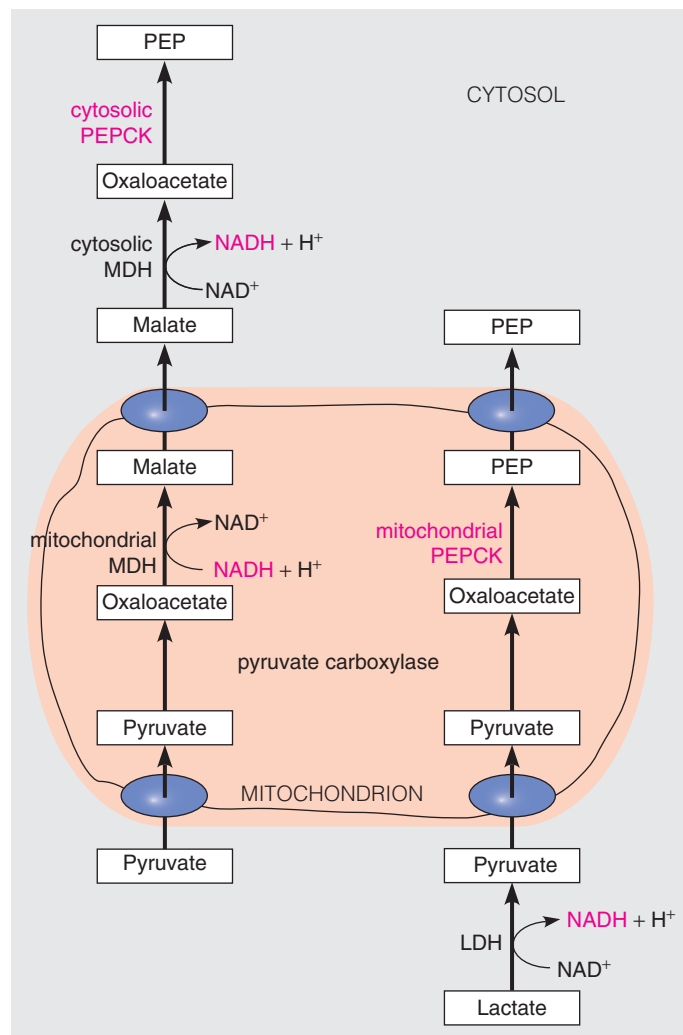 PEP
CYTOSOL
cytosolic
PEPCK
Oxaloacetate
cytosolic
MDH
NADH + H⁺
NAD⁺
Malate
PEP
Malate
PEP
mitochondrial
MDH
NAD⁺
NADH + H⁺
mitochondrial
PEPCK
Oxaloacetate
Oxaloacetate
pyruvate carboxylase
Pyruvate
Pyruvate
MITOCHONDRION
Pyruvate
Pyruvate
LDH
NADH + H⁺
NAD⁺
Lactate